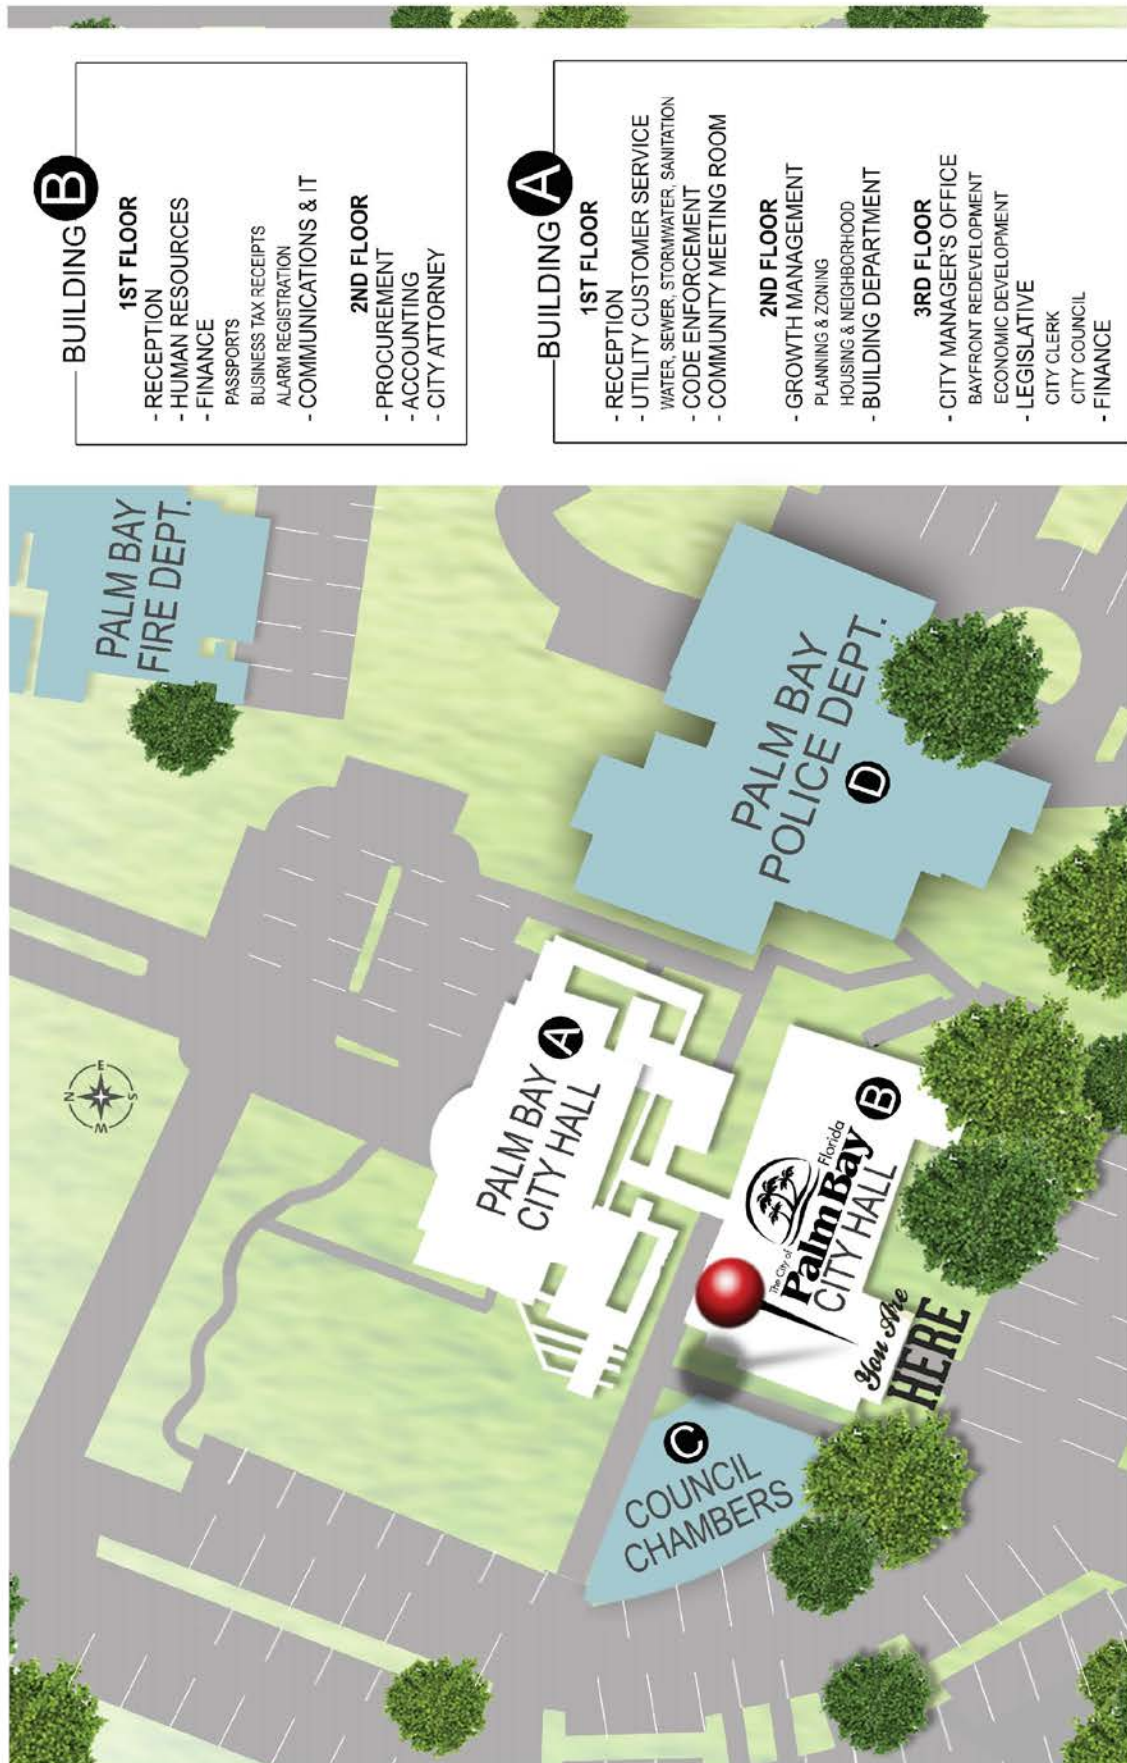 BUILDING B
1ST FLOOR
- RECEPTION
- HUMAN RESOURCES
- FINANCE
PASSPORTS
BUSINESS TAX RECEIPTS
ALARM REGISTRATION
- COMMUNICATIONS & IT
2ND FLOOR
- PROCUREMENT
- ACCOUNTING
- CITY ATTORNEY
BUILDING A
1ST FLOOR
- RECEPTION
- UTILITY CUSTOMER SERVICE
WATER, SEWER, STORMWATER, SANITATION
- CODE ENFORCEMENT
- COMMUNITY MEETING ROOM
2ND FLOOR
- GROWTH MANAGEMENT
PLANNING & ZONING
HOUSING & NEIGHBORHOOD
- BUILDING DEPARTMENT
3RD FLOOR
- CITY MANAGER'S OFFICE
BAYFRONT REDEVELOPMENT
ECONOMIC DEVELOPMENT
- LEGISLATIVE
CITY CLERK
CITY COUNCIL
- FINANCE
PALM BAY
FIRE DEPT.
N
E
S
W
PALM BAY
CITY HALL
A
PALM BAY
POLICE DEPT.
D
The City of
PalmBay
Florida
CITY HALL
B
You Are
HERE
C
COUNCIL
CHAMBERS